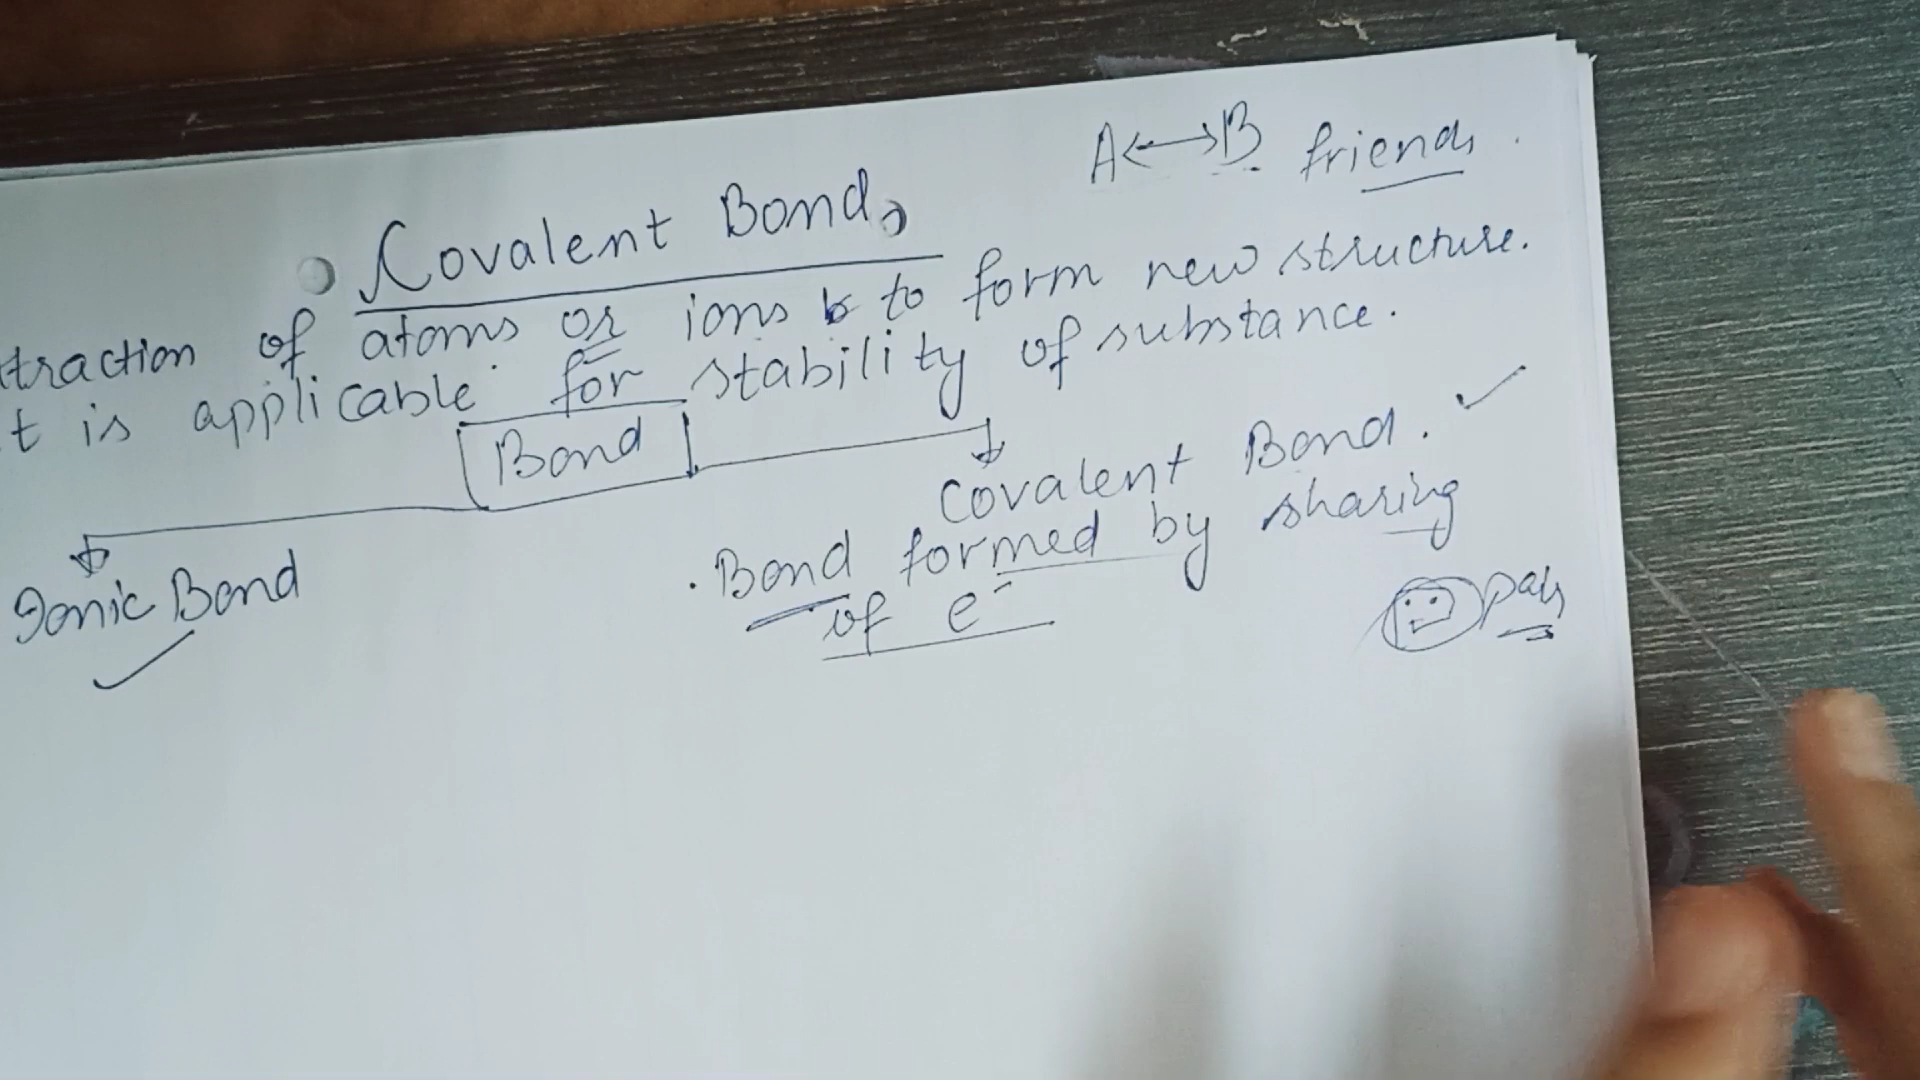 A↔B friends.
Covalent Bond
traction of atoms or ions to form new structure.
t is applicable for stability of substance.
Bond
Covalent Bond. ✓
Ionic Bond
✓
. Bond formed by sharing
of e⁻